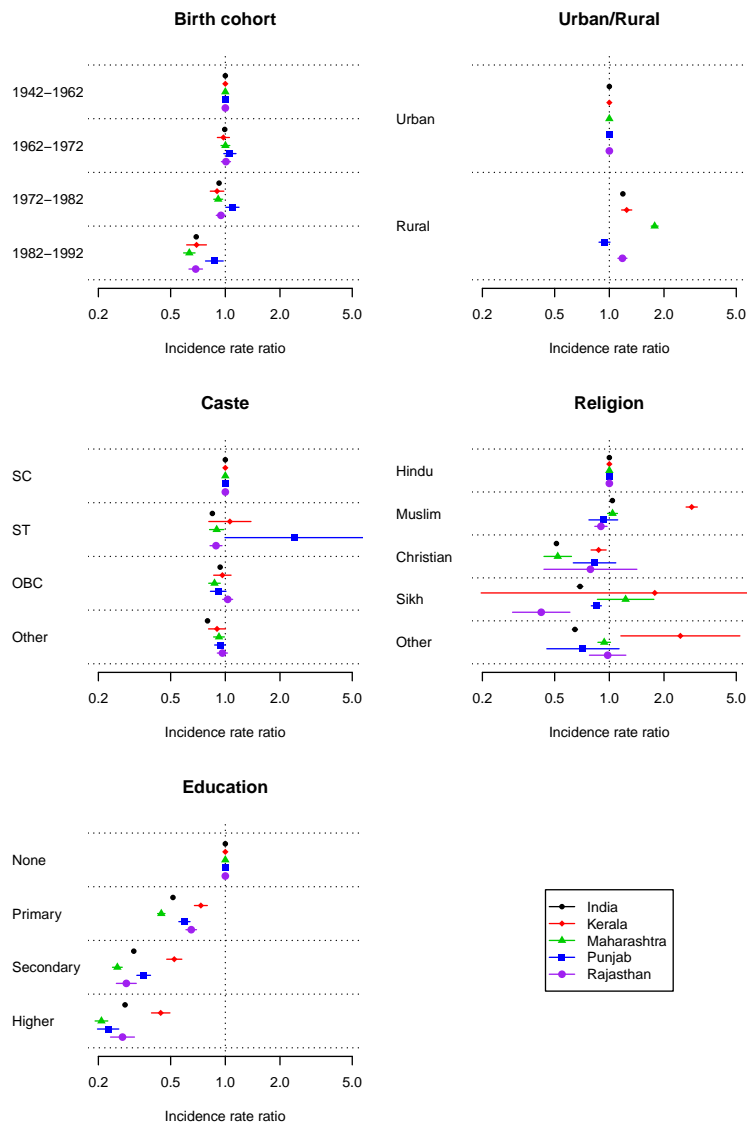 Birth cohort
1942−1962
1962−1972
1972−1982
1982−1992
0.2 0.5 1.0 2.0 5.0
Incidence rate ratio
Urban/Rural
Urban
Rural
0.2 0.5 1.0 2.0 5.0
Incidence rate ratio
Caste
SC
ST
OBC
Other
0.2 0.5 1.0 2.0 5.0
Incidence rate ratio
Religion
Hindu
Muslim
Christian
Sikh
Other
0.2 0.5 1.0 2.0 5.0
Incidence rate ratio
Education
None
Primary
Secondary
Higher
0.2 0.5 1.0 2.0 5.0
Incidence rate ratio
India
Kerala
Maharashtra
Punjab
Rajasthan